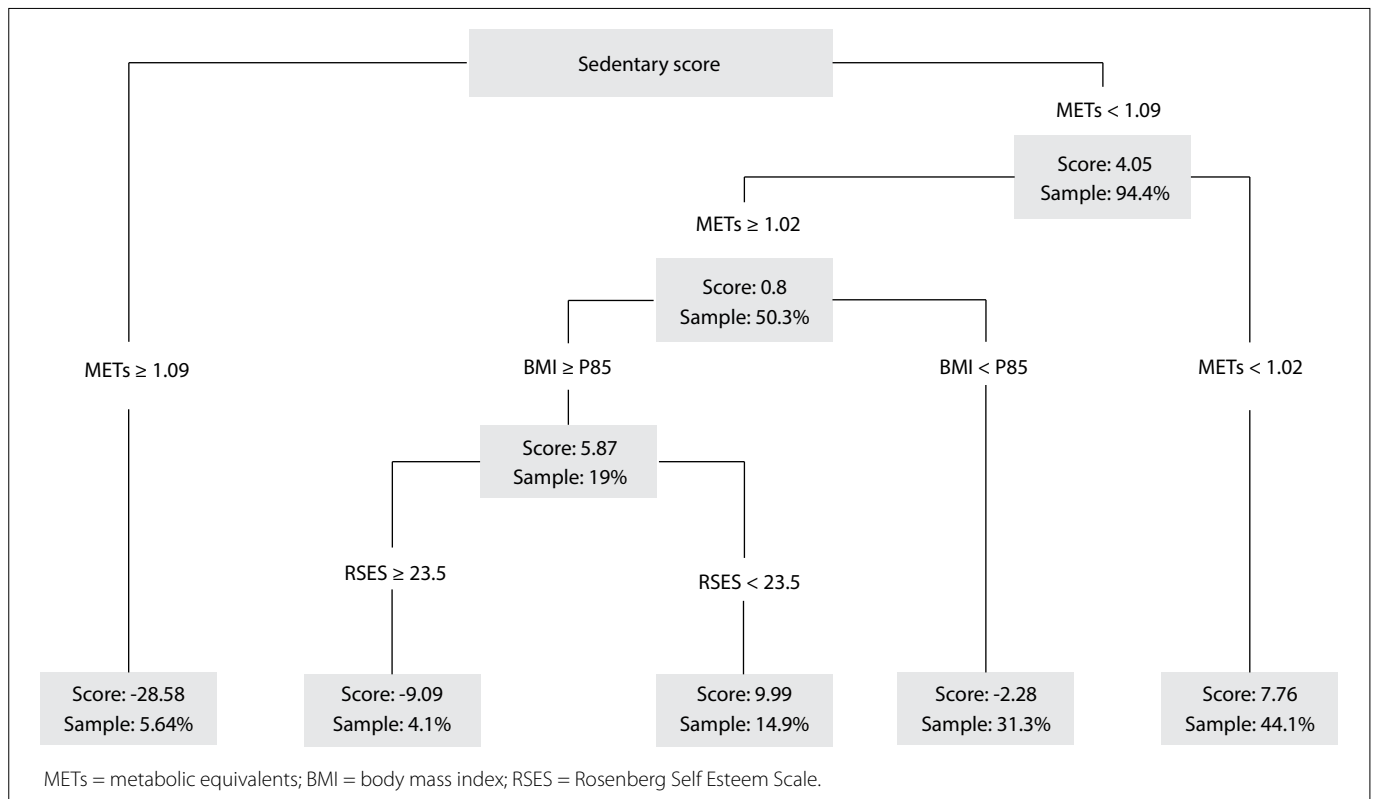 Sedentary score
METs < 1.09
Score: 4.05
Sample: 94.4%
METs ≥ 1.02
Score: 0.8
Sample: 50.3%
METs ≥ 1.09
BMI ≥ P85
BMI < P85
METs < 1.02
Score: 5.87
Sample: 19%
RSES ≥ 23.5
RSES < 23.5
Score: -28.58
Sample: 5.64%
Score: -9.09
Sample: 4.1%
Score: 9.99
Sample: 14.9%
Score: -2.28
Sample: 31.3%
Score: 7.76
Sample: 44.1%
METs = metabolic equivalents; BMI = body mass index; RSES = Rosenberg Self Esteem Scale.